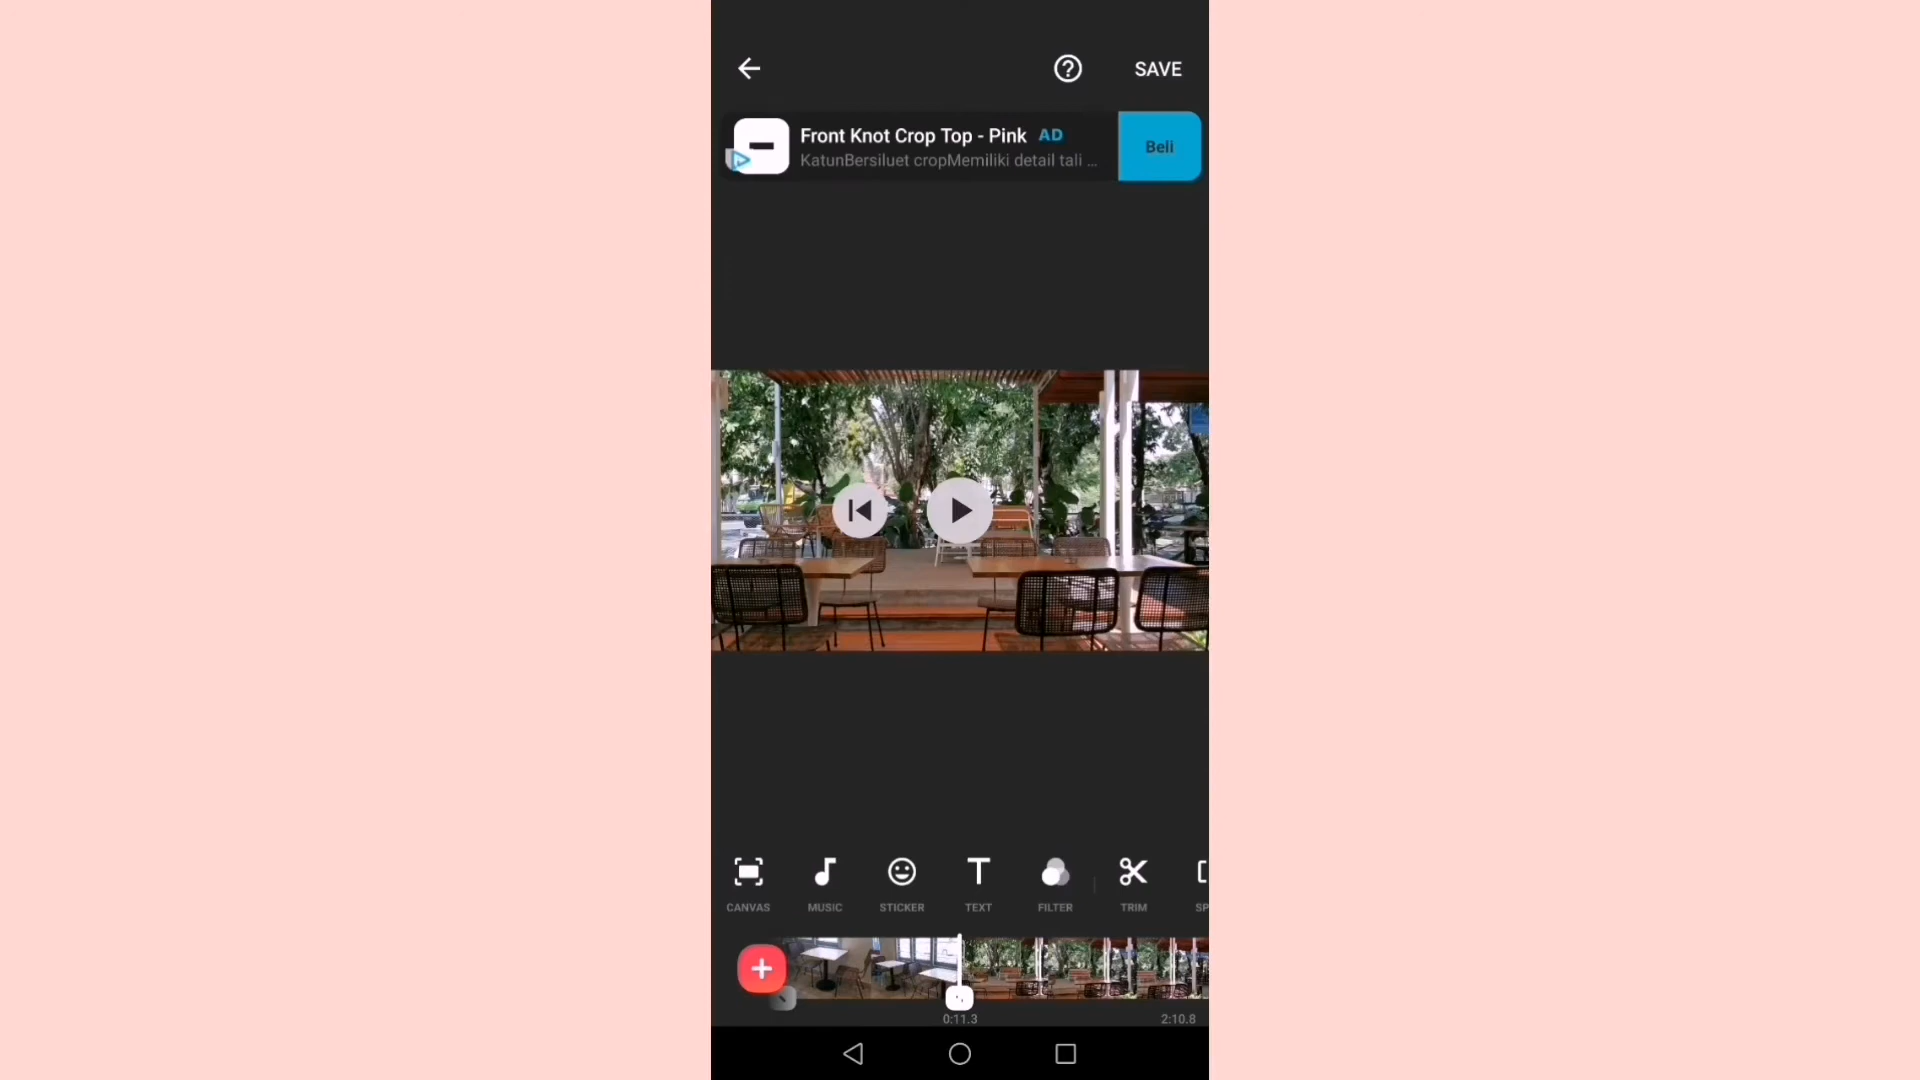 SAVE
Front Knot Crop Top - Pink AD
KatunBersiluet cropMemiliki detail tali ...
Beli
CANVAS
MUSIC
STICKER
TEXT
FILTER
TRIM
SP
0:11.3
2:10.8